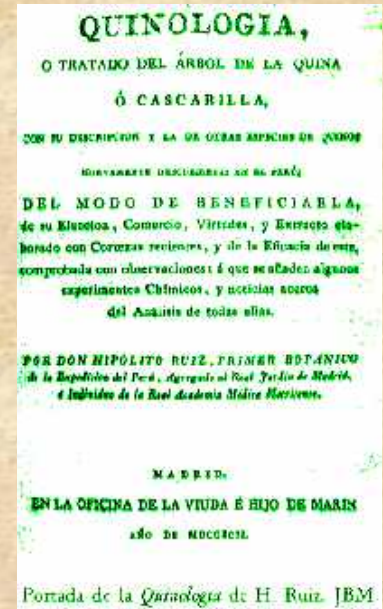 QUINOLOGIA,
O TRATADO DEL ÁRBOL DE LA QUINA
Ó CASCARILLA,
CON SU DESCRIPCION Y LA DE OTRAS ESPECIES DE QUINOS
NUEVAMENTE DESCUBIERTAS EN EL PERÚ;
DEL MODO DE BENEFICIARLA,
de su Eleccion, Comercio, Virtudes, y Extracto ela-
borado con Cortezas recientes, y de la Eficacia de este,
comprobada con observaciones; á que se añaden algunos
experimentos Chîmicos, y noticias acerca
del Análisis de todas ellas.
POR DON HIPÓLITO RUIZ, PRIMER BOTÁNICO
de la Expedicion del Perú, Agregado al Real Jardin de Madrid,
é Individuo de la Real Academia Médica Matritense.
MADRID.
EN LA OFICINA DE LA VIUDA É HIJO DE MARIN
AÑO DE MDCCXCII.
Portada de la Quinologia de H. Ruiz. JBM